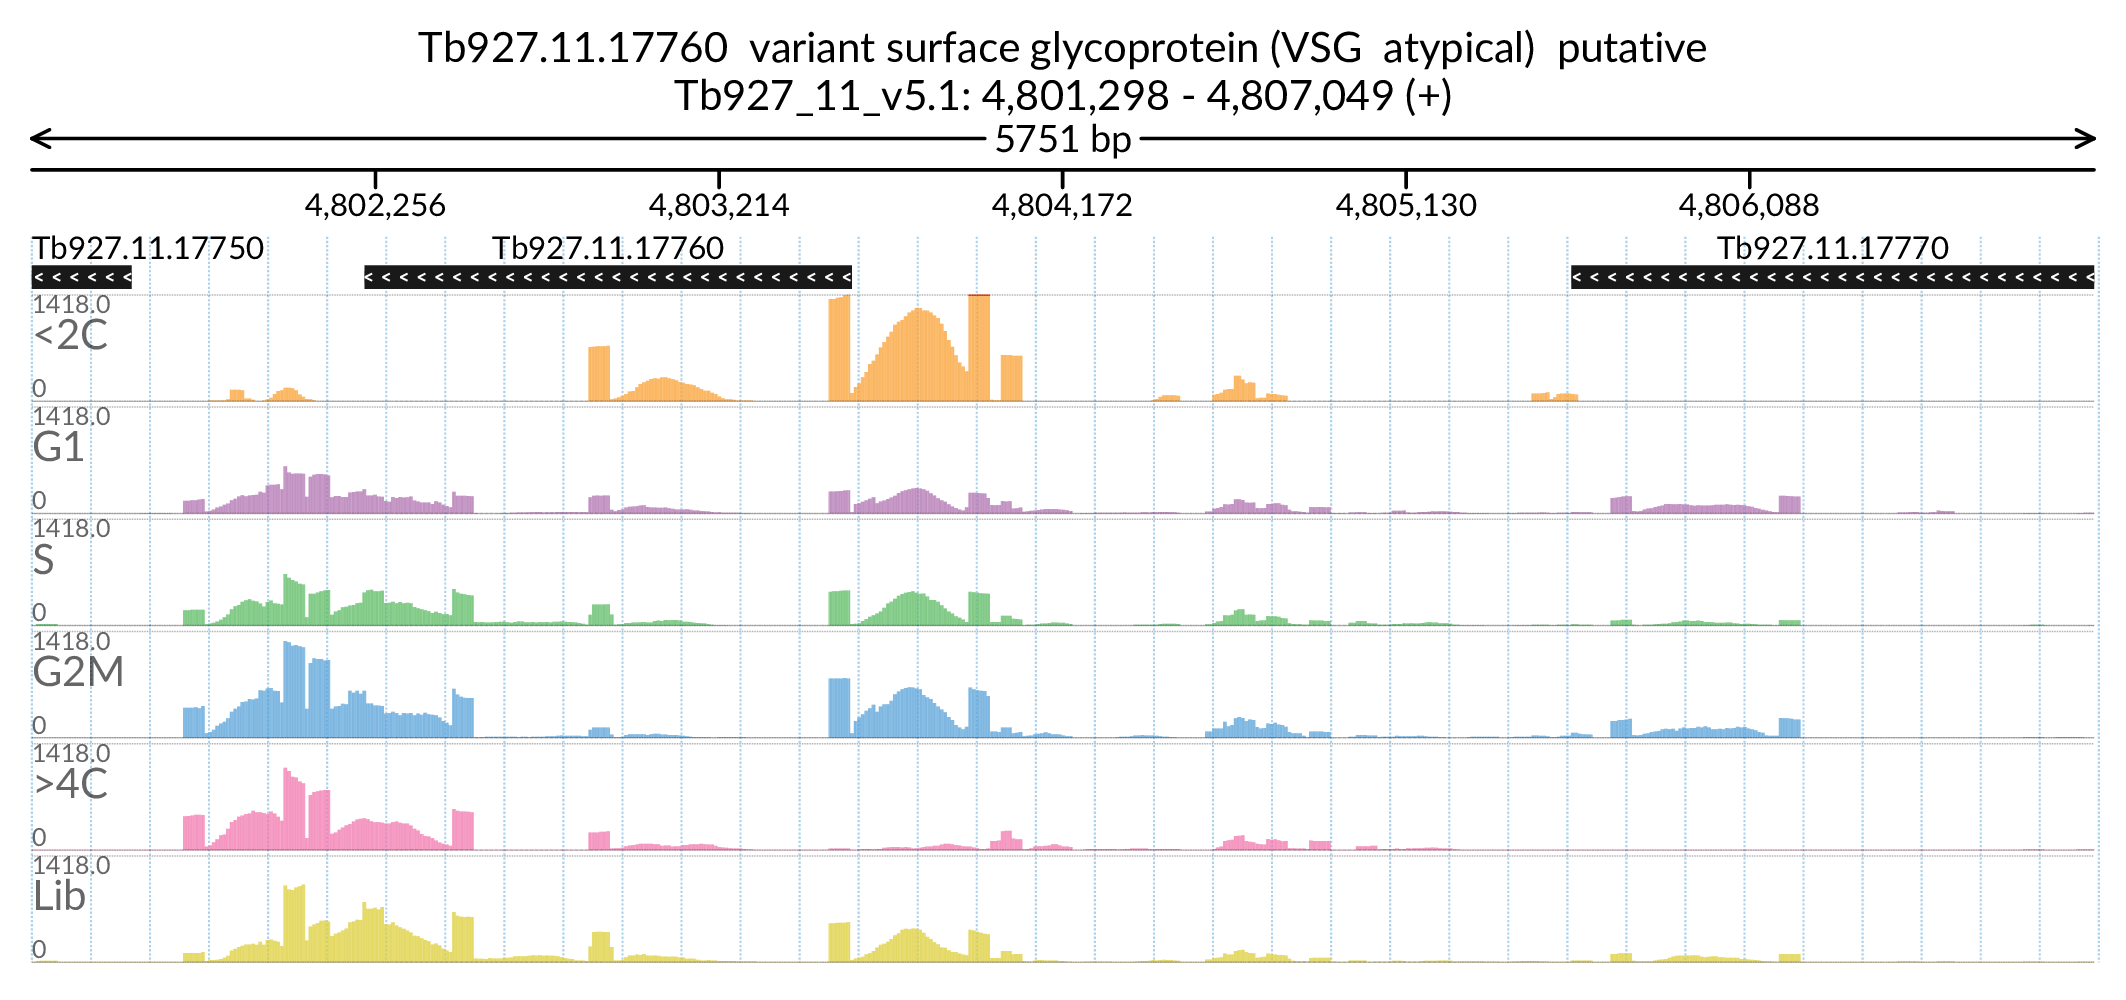 Tb927.11.17760 variant surface glycoprotein (VSG atypical) putative
Tb927_11_v5.1: 4,801,298 - 4,807,049 (+)
5751 bp
4,802,256 4,803,214 4,804,172 4,805,130 4,806,088
Tb927.11.17750 Tb927.11.17760 Tb927.11.17770
1418.0
<2C
0
1418.0
G1
0
1418.0
S
0
1418.0
G2M
0
1418.0
>4C
0
1418.0
Lib
0